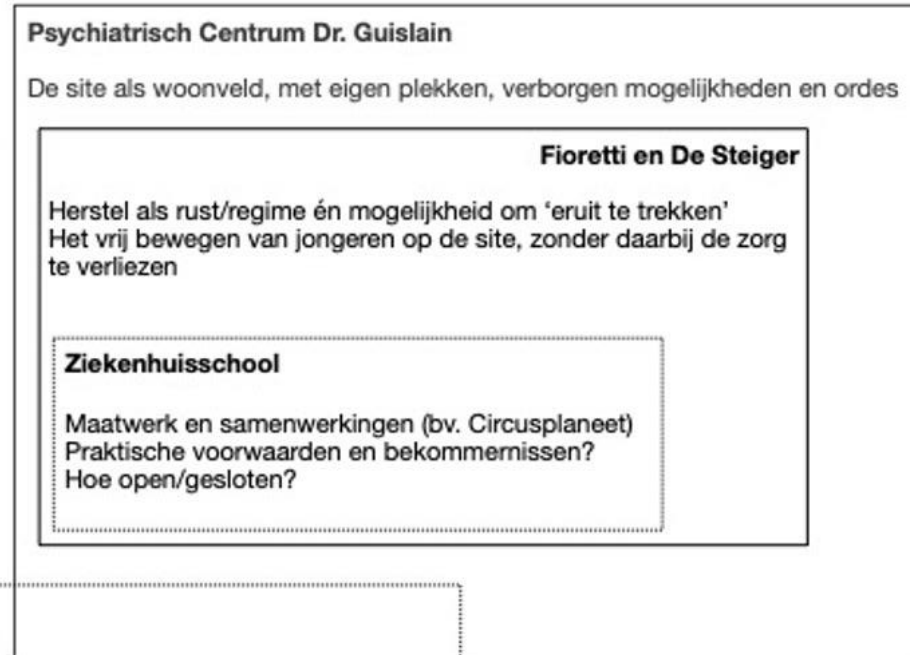 Psychiatrisch Centrum Dr. Guislain
De site als woonveld, met eigen plekken, verborgen mogelijkheden en ordes
Fioretti en De Steiger
Herstel als rust/regime én mogelijkheid om ‘eruit te trekken’
Het vrij bewegen van jongeren op de site, zonder daarbij de zorg
te verliezen
Ziekenhuisschool
Maatwerk en samenwerkingen (bv. Circusplaneet)
Praktische voorwaarden en bekommernissen?
Hoe open/gesloten?